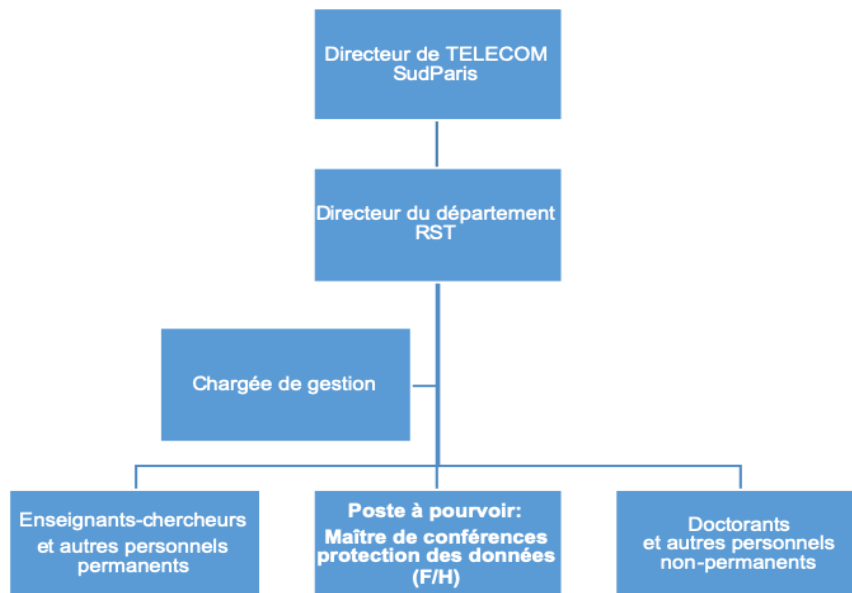 Directeur de TELECOM
SudParis
Directeur du département
RST
Chargée de gestion
Enseignants-chercheurs
et autres personnels
permanents
Poste à pourvoir:
Maître de conférences
protection des données
(F/H)
Doctorants
et autres personnels
non-permanents